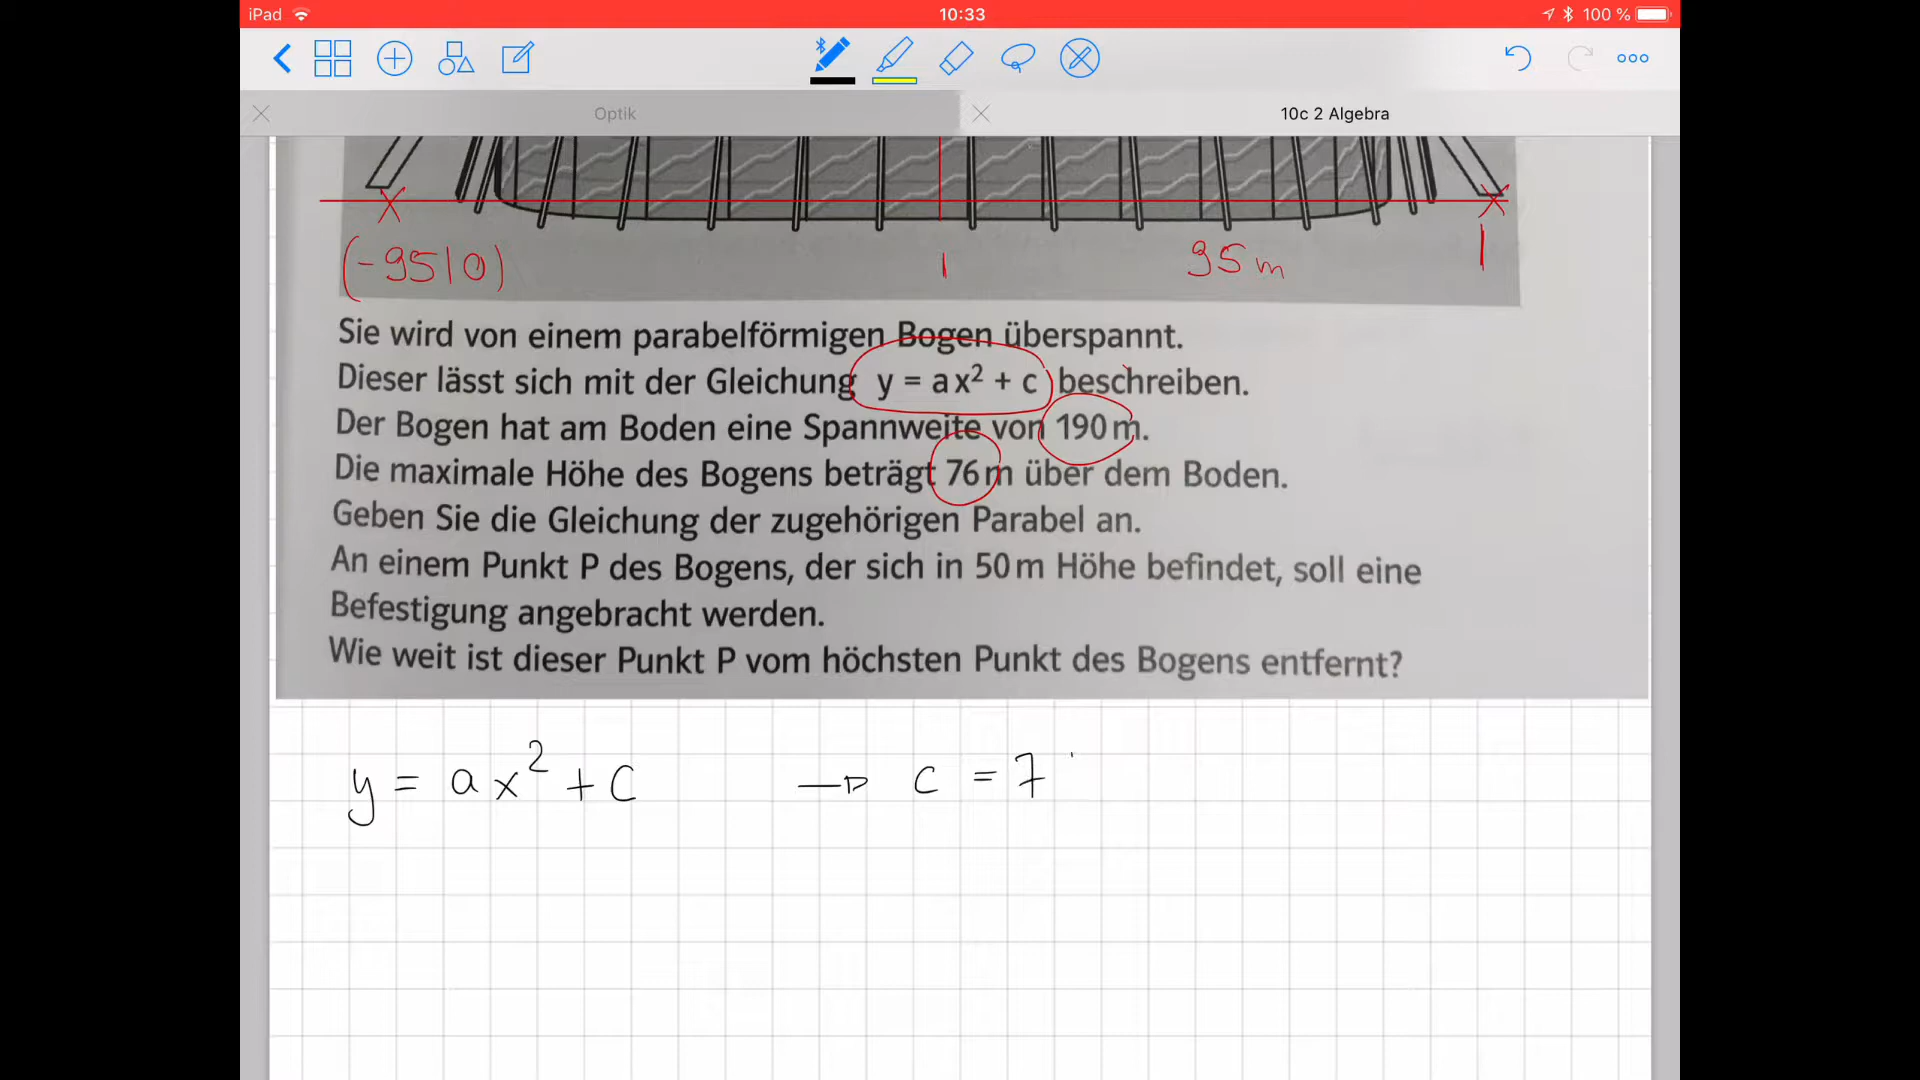 iPad 10:33 100 %
Optik 10c 2 Algebra
(-95|0) 95 m
Sie wird von einem parabelförmigen Bogen überspannt.
Dieser lässt sich mit der Gleichung y = ax² + c beschreiben.
Der Bogen hat am Boden eine Spannweite von 190 m.
Die maximale Höhe des Bogens beträgt 76 m über dem Boden.
Geben Sie die Gleichung der zugehörigen Parabel an.
An einem Punkt P des Bogens, der sich in 50 m Höhe befindet, soll eine
Befestigung angebracht werden.
Wie weit ist dieser Punkt P vom höchsten Punkt des Bogens entfernt?
y = ax² + c → c = 7